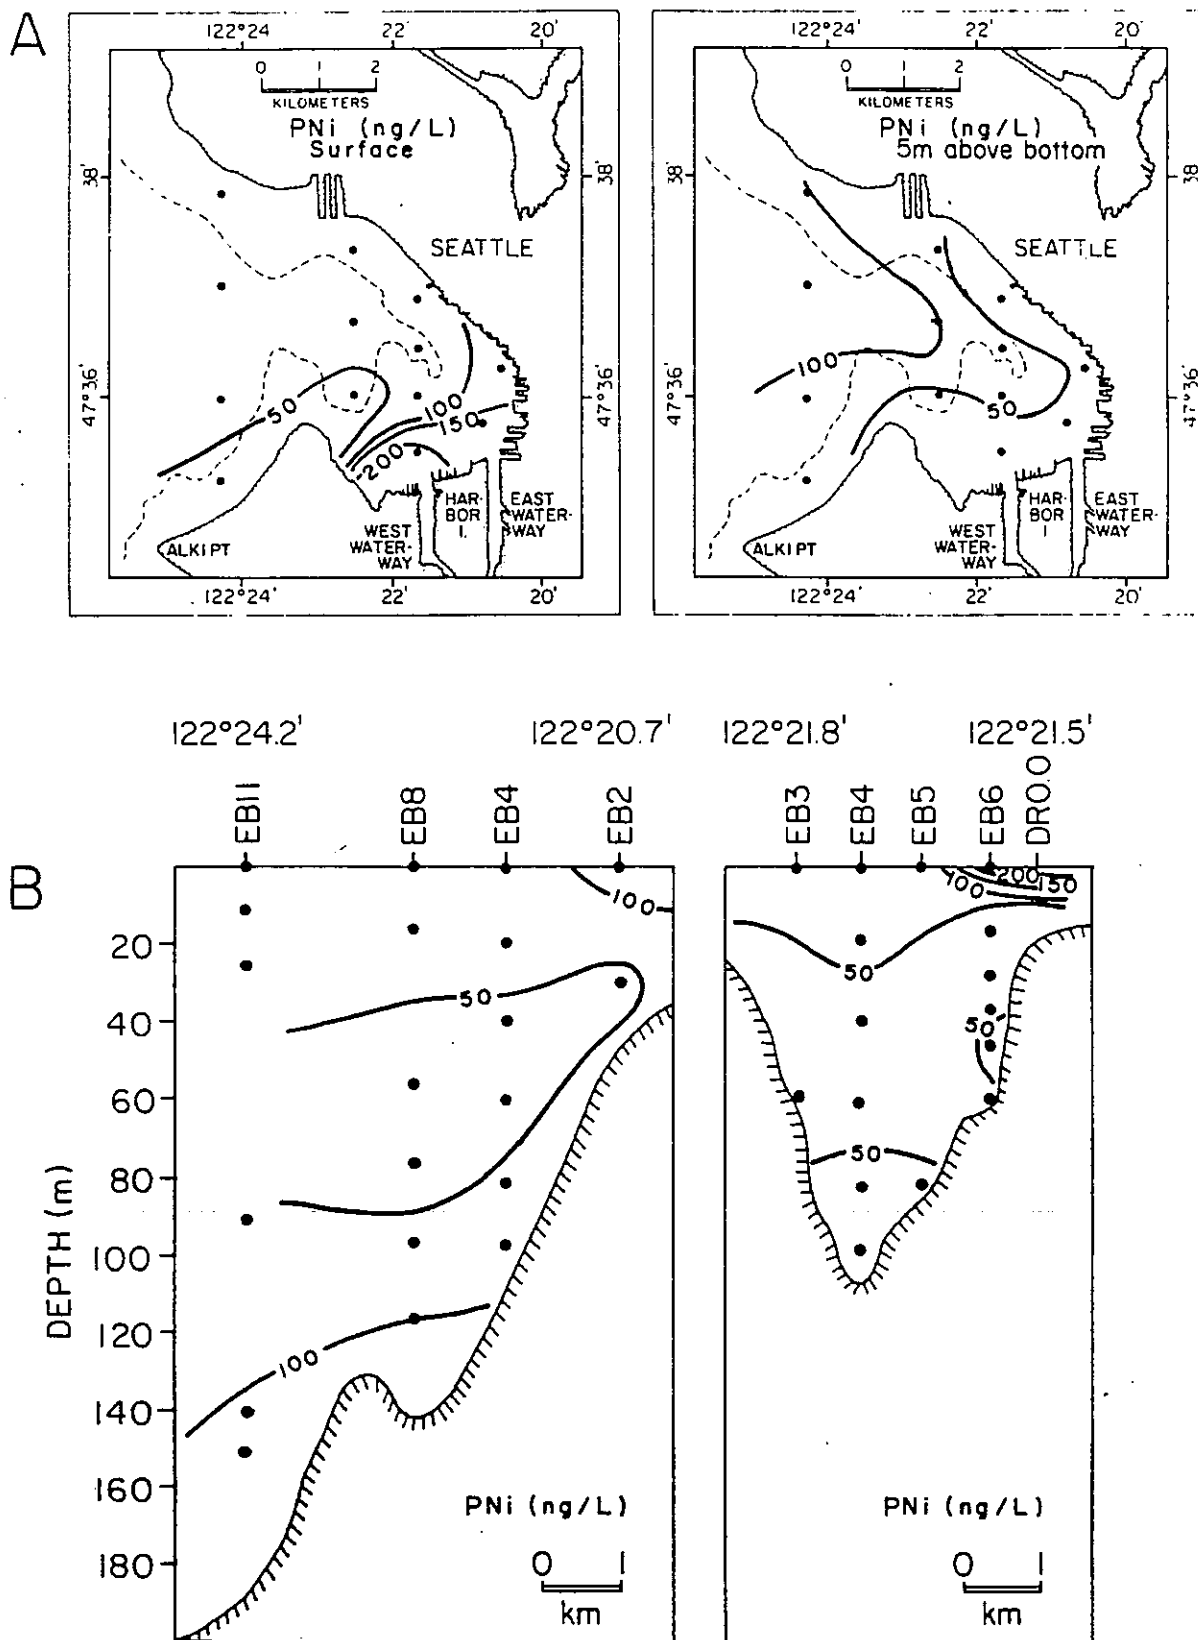 A
122°24'
22'
20'
0 1 2
KILOMETERS
PNi (ng/L)
Surface
38'
SEATTLE
47°36'
50
100
150
200
ALKI PT
WEST
WATER-
WAY
HAR-
BOR
I.
EAST
WATER-
WAY
122°24'
22'
20'
122°24'
22'
20'
0 1 2
KILOMETERS
PNi (ng/L)
5m above bottom
38'
38'
SEATTLE
47°36'
36'
100
50
ALKI PT
WEST
WATER-
WAY
HAR-
BOR
I
EAST
WATER-
WAY
122°24'
22'
20'
B
122°24.2'
122°20.7'
EB11
EB8
EB4
EB2
100
50
100
20
40
60
80
100
120
140
160
180
DEPTH (m)
PNi (ng/L)
0 1
km
122°21.8'
122°21.5'
EB3
EB4
EB5
EB6
DR0.0
200
150
100
50
50
50
PNi (ng/L)
0 1
km